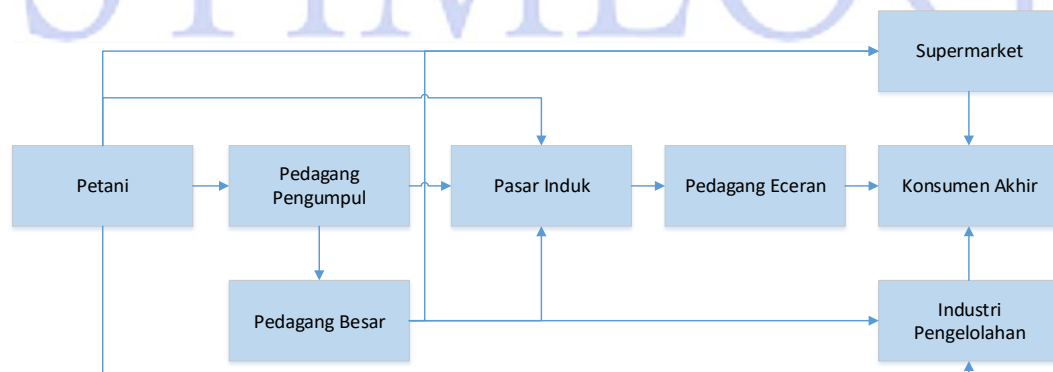 Supermarket
Petani
Pedagang
Pengumpul
Pasar Induk
Pedagang Eceran
Konsumen Akhir
Pedagang Besar
Industri
Pengelolahan